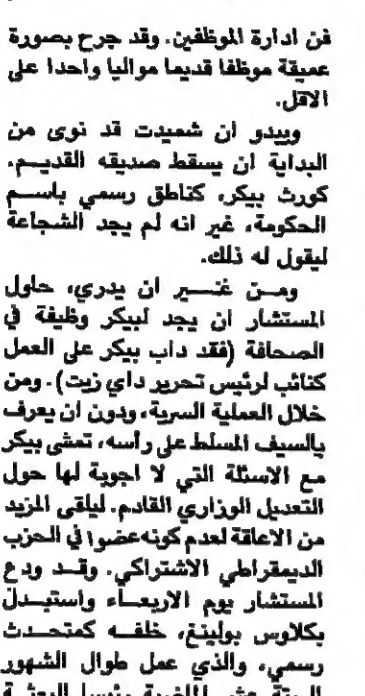 فن ادارة الموظفين. وقد جرح بصورة
عميقة موظفا قديما مواليا واحدا على
الاقل.
ويبدو ان شميدت قد نوى من
البداية ان يسقط صديقه القديم.
كورث بيكر، كناطق رسمي باسم
الحكومة، غير انه لم يجد الشجاعة
ليقول له ذلك.
ومن غير ان يدري، حاول
المستشار ان يجد لبيكر وظيفة في
الصحافة (فقد داب بيكر على العمل
كنائب لرئيس تحرير داي زيت). ومن
خلال العملية السرية، ودون ان يعرف
بالسيف المسلط على رأسه، تمشى بيكر
مع الاسئلة التي لا اجوبة لها حول
التعديل الوزاري القادم. ليلقى المزيد
من الاعاقة لعدم كونه عضوا في الحزب
الديمقراطي الاشتراكي. وقد ودع
المستشار يوم الاربعاء واستبدل
بكلاوس بولينغ، خلفه كمتحدث
رسمي، والذي عمل طوال الشهور